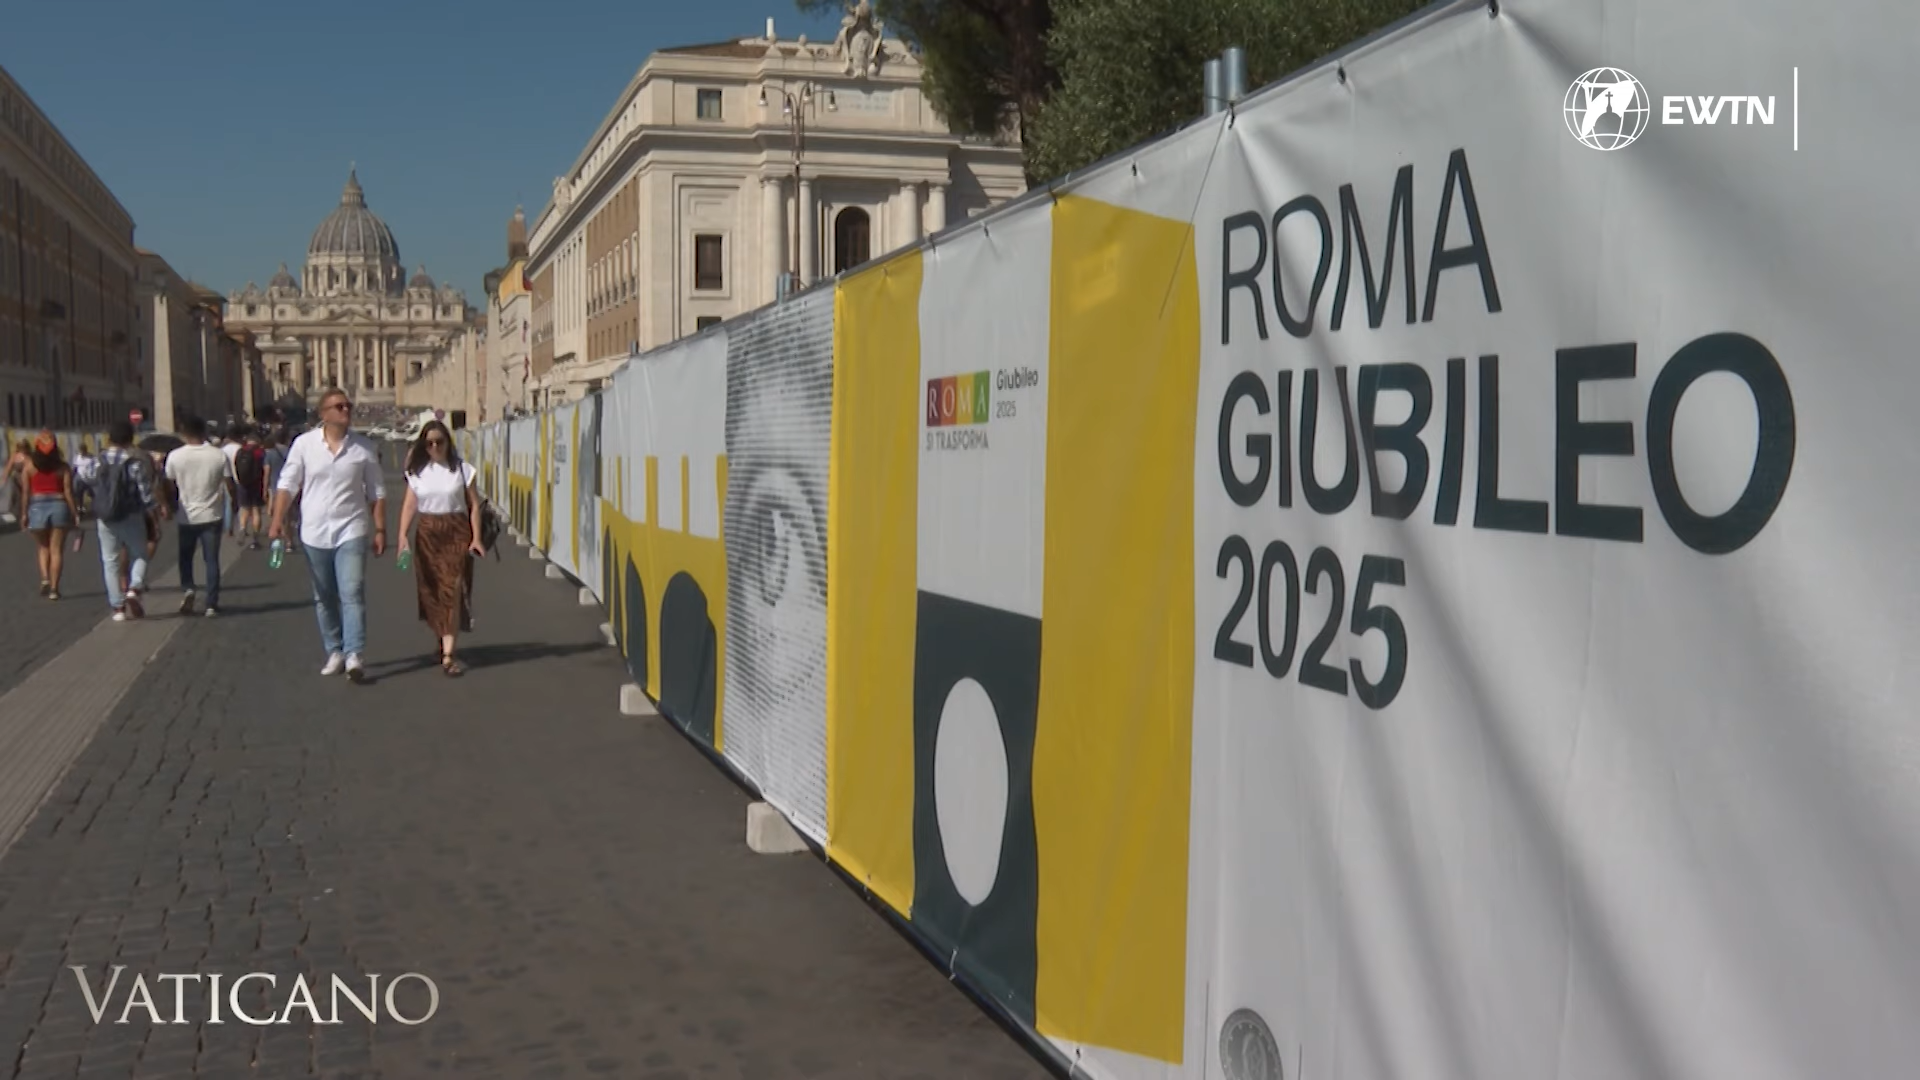 EWTN
ROMA
GIUBILEO
2025
ROMA
Giubileo
2025
SI TRASFORMA
VATICANO